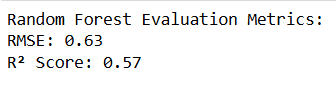 Random Forest Evaluation Metrics:
RMSE: 0.63
R² Score: 0.57